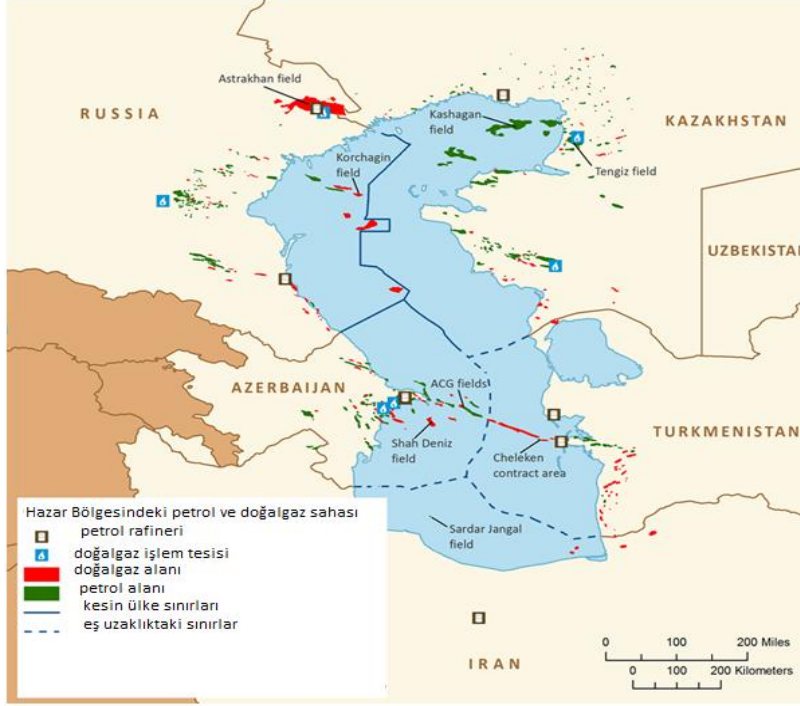 Astrakhan field
RUSSIA
Kashagan
field
KAZAKHSTAN
Korchagin
field
Tengiz field
UZBEKISTAN
AZERBAIJAN
ACG fields
Shah Deniz
field
Cheleken
contract area
TURKMENISTAN
Sardar Jangal
field
Hazar Bölgesindeki petrol ve doğalgaz sahası
petrol rafineri
doğalgaz işlem tesisi
doğalgaz alanı
petrol alanı
kesin ülke sınırları
eş uzaklıktaki sınırlar
IRAN
0 100 200 Miles
0 100 200 Kilometers